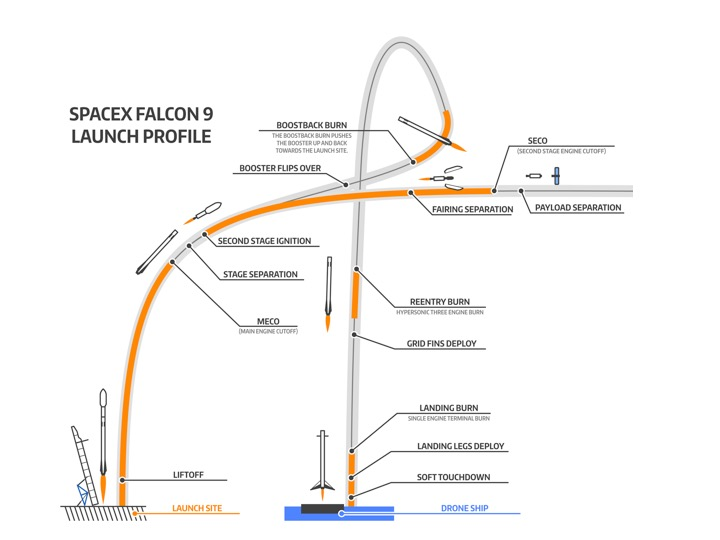 SPACEX FALCON 9
LAUNCH PROFILE
BOOSTBACK BURN
THE BOOSTBACK BURN PUSHES
THE BOOSTER UP AND BACK
TOWARDS THE LAUNCH SITE.
BOOSTER FLIPS OVER
SECO
(SECOND STAGE ENGINE CUTOFF)
FAIRING SEPARATION
PAYLOAD SEPARATION
SECOND STAGE IGNITION
STAGE SEPARATION
MECO
(MAIN ENGINE CUTOFF)
REENTRY BURN
HYPERSONIC THREE ENGINE BURN
GRID FINS DEPLOY
LANDING BURN
SINGLE ENGINE TERMINAL BURN
LANDING LEGS DEPLOY
SOFT TOUCHDOWN
LIFTOFF
LAUNCH SITE
DRONE SHIP